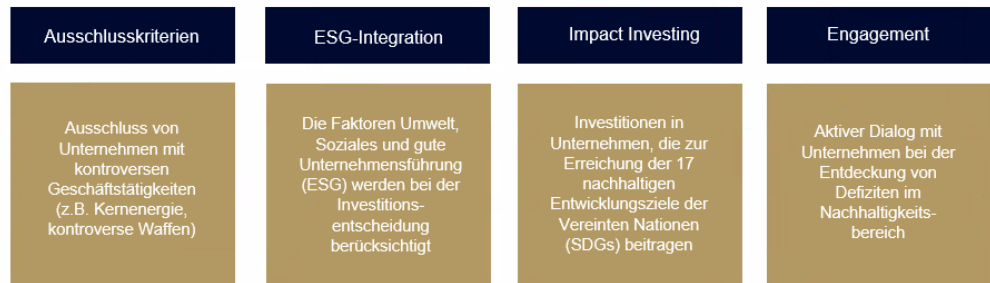 Ausschlusskriterien
Ausschluss von
Unternehmen mit
kontroversen
Geschäftstätigkeiten
(z.B. Kernenergie,
kontroverse Waffen)
ESG-Integration
Die Faktoren Umwelt,
Soziales und gute
Unternehmensführung
(ESG) werden bei der
Investitions-
entscheidung
berücksichtigt
Impact Investing
Investitionen in
Unternehmen, die zur
Erreichung der 17
nachhaltigen
Entwicklungsziele der
Vereinten Nationen
(SDGs) beitragen
Engagement
Aktiver Dialog mit
Unternehmen bei der
Entdeckung von
Defiziten im
Nachhaltigkeits-
bereich